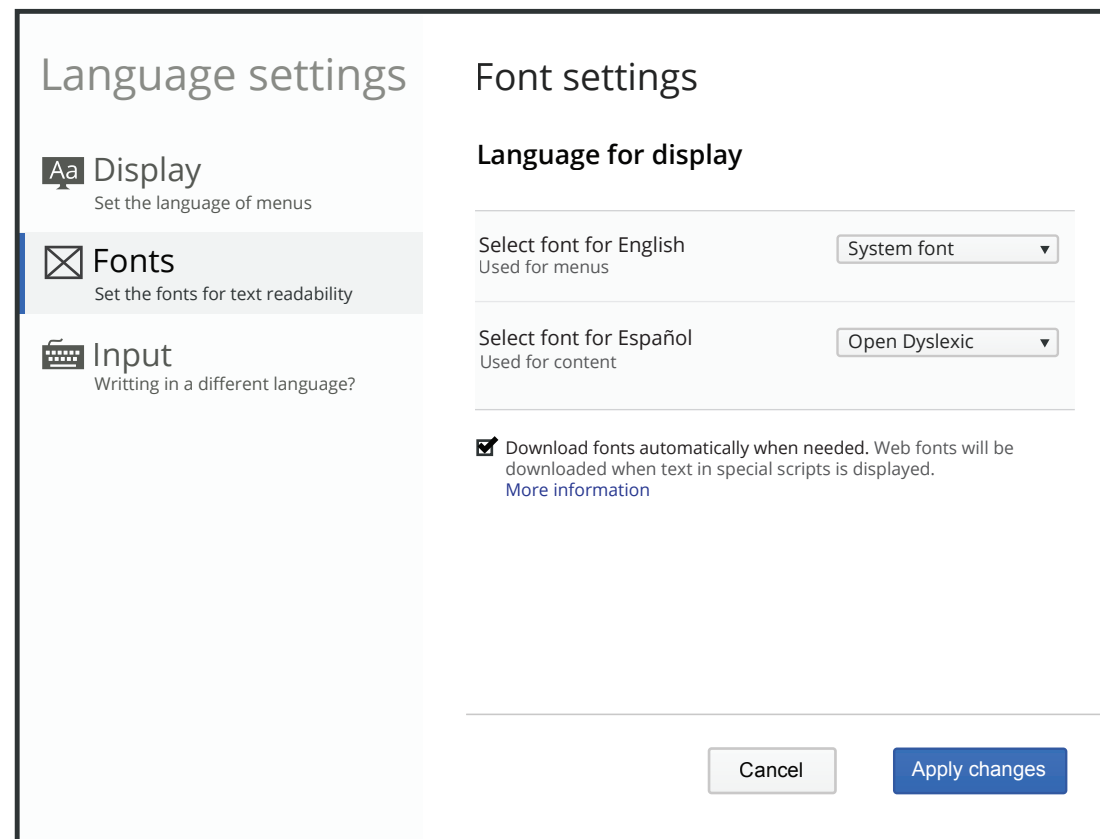 Language settings
Aa Display
Set the language of menus
Fonts
Set the fonts for text readability
Input
Writting in a different language?
Font settings
Language for display
Select font for English
Used for menus
System font
Select font for Español
Used for content
Open Dyslexic
Download fonts automatically when needed. Web fonts will be
downloaded when text in special scripts is displayed.
More information
Cancel
Apply changes